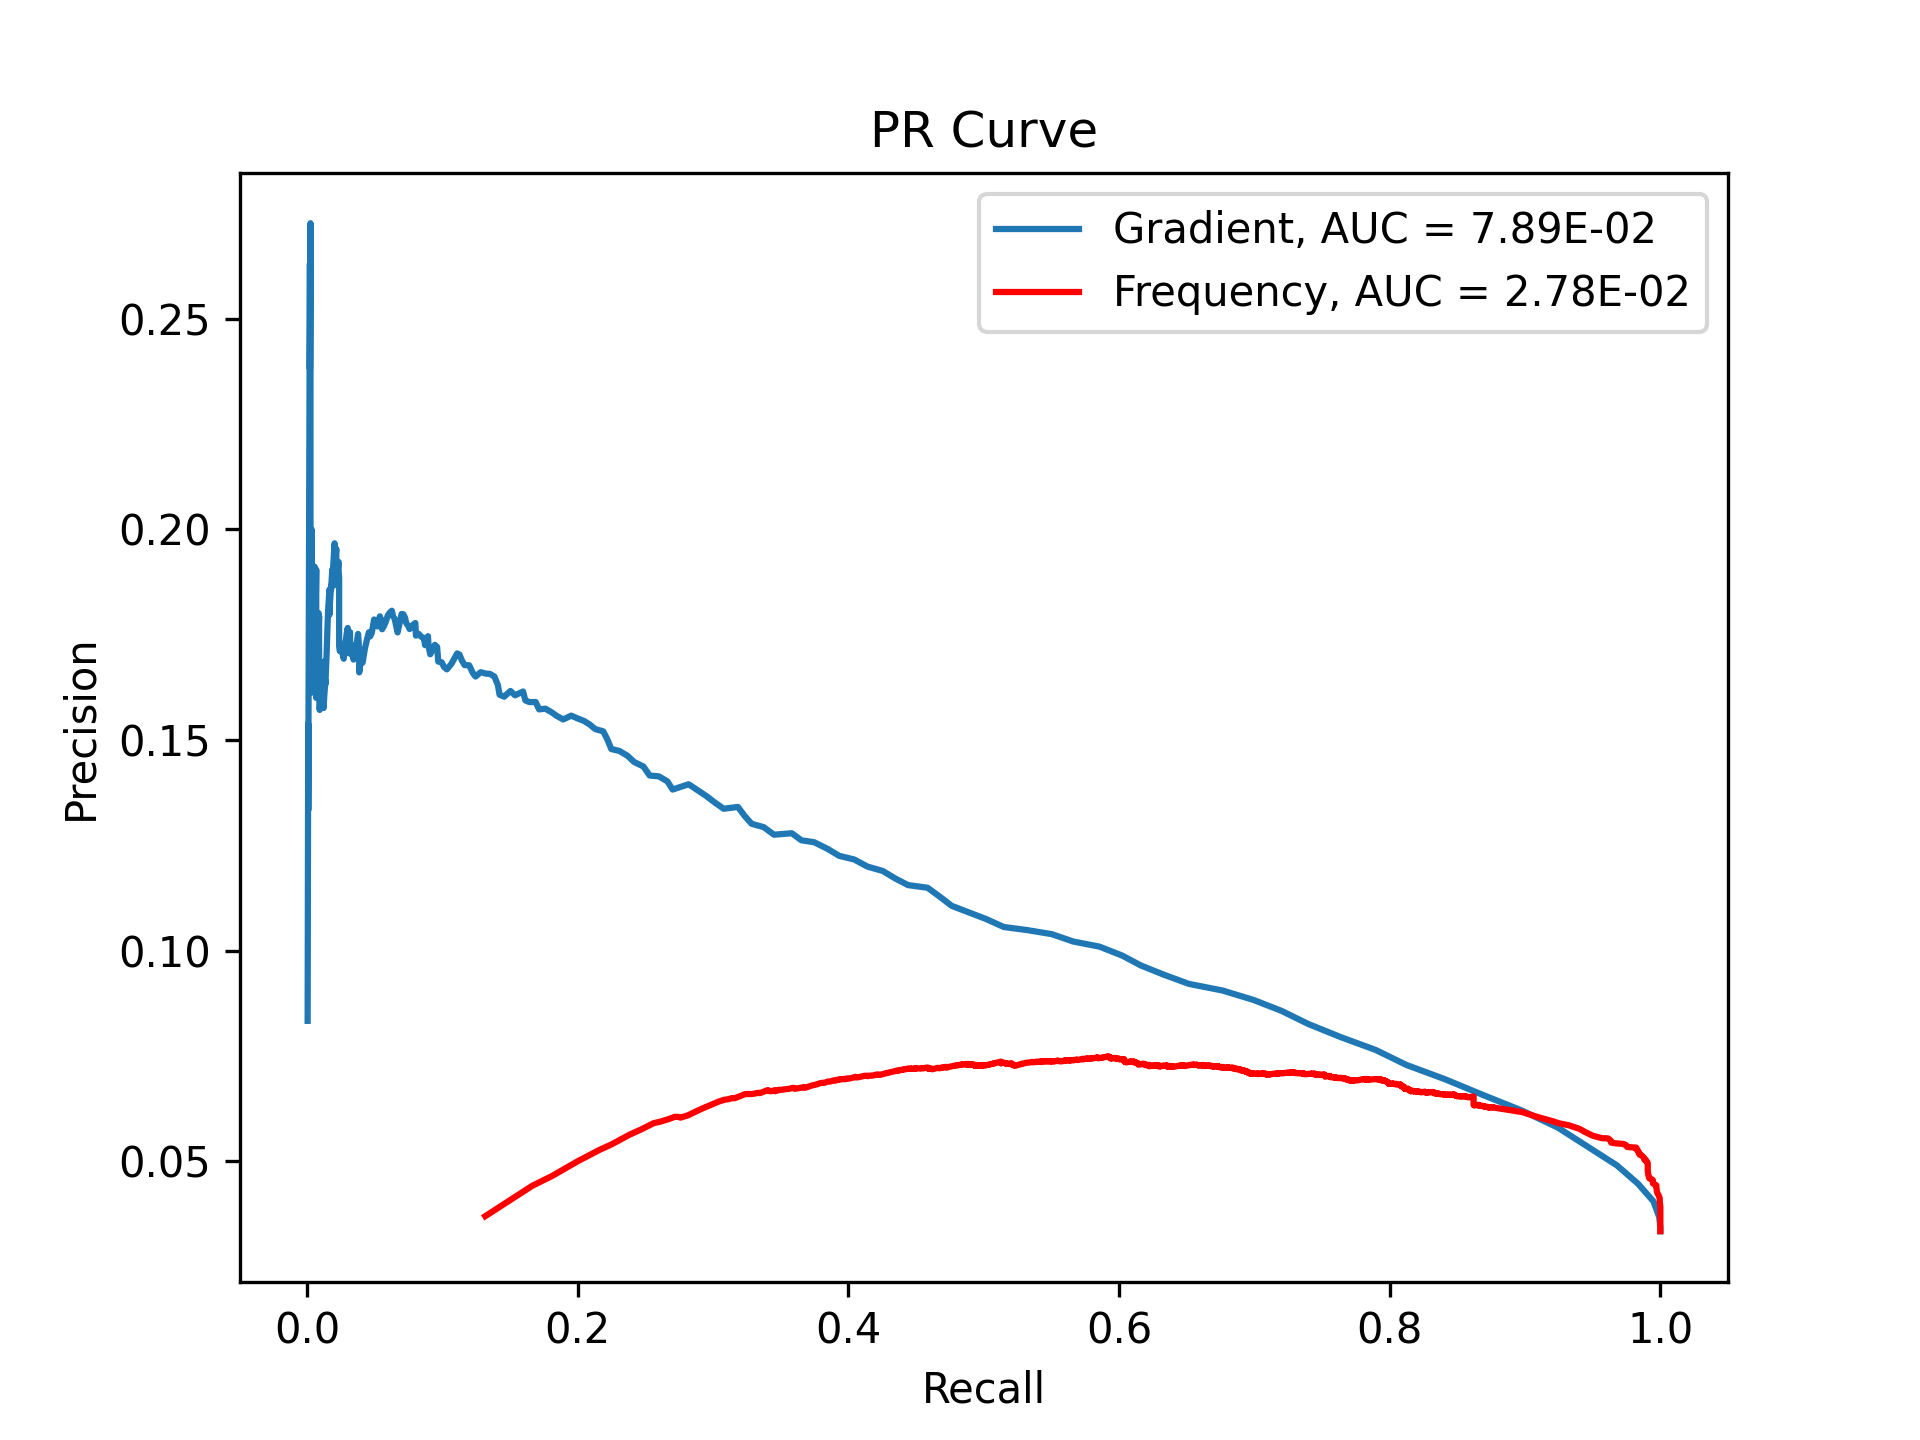 PR Curve
Gradient, AUC = 7.89E-02
Frequency, AUC = 2.78E-02
Precision
0.25
0.20
0.15
0.10
0.05
0.0 0.2 0.4 0.6 0.8 1.0
Recall